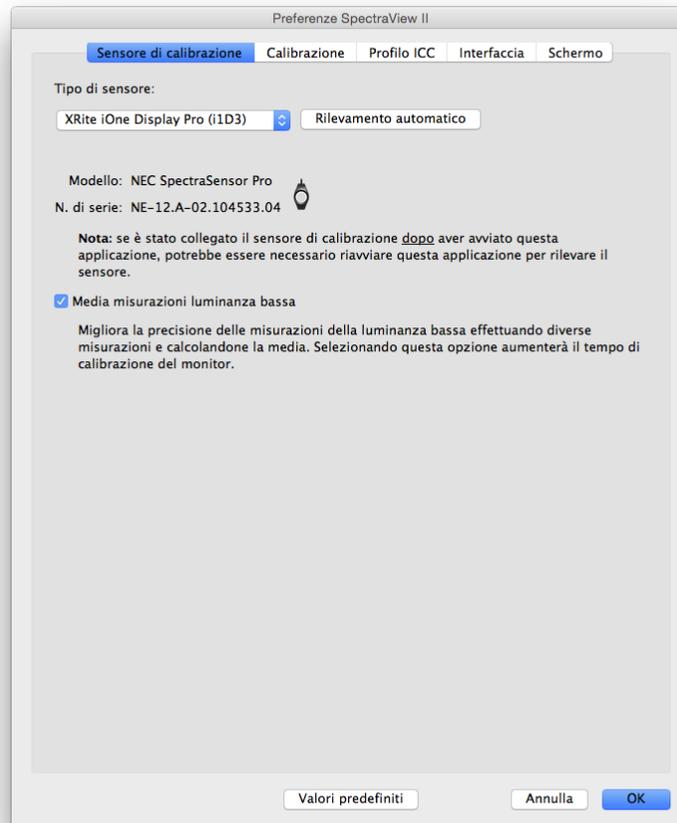 Preferenze SpectraView II
Sensore di calibrazione Calibrazione Profilo ICC Interfaccia Schermo
Tipo di sensore:
XRite iOne Display Pro (i1D3) Rilevamento automatico
Modello: NEC SpectraSensor Pro
N. di serie: NE-12.A-02.104533.04
Nota: se è stato collegato il sensore di calibrazione dopo aver avviato questa
applicazione, potrebbe essere necessario riavviare questa applicazione per rilevare il
sensore.
Media misurazioni luminanza bassa
Migliora la precisione delle misurazioni della luminanza bassa effettuando diverse
misurazioni e calcolandone la media. Selezionando questa opzione aumenterà il tempo di
calibrazione del monitor.
Valori predefiniti Annulla OK